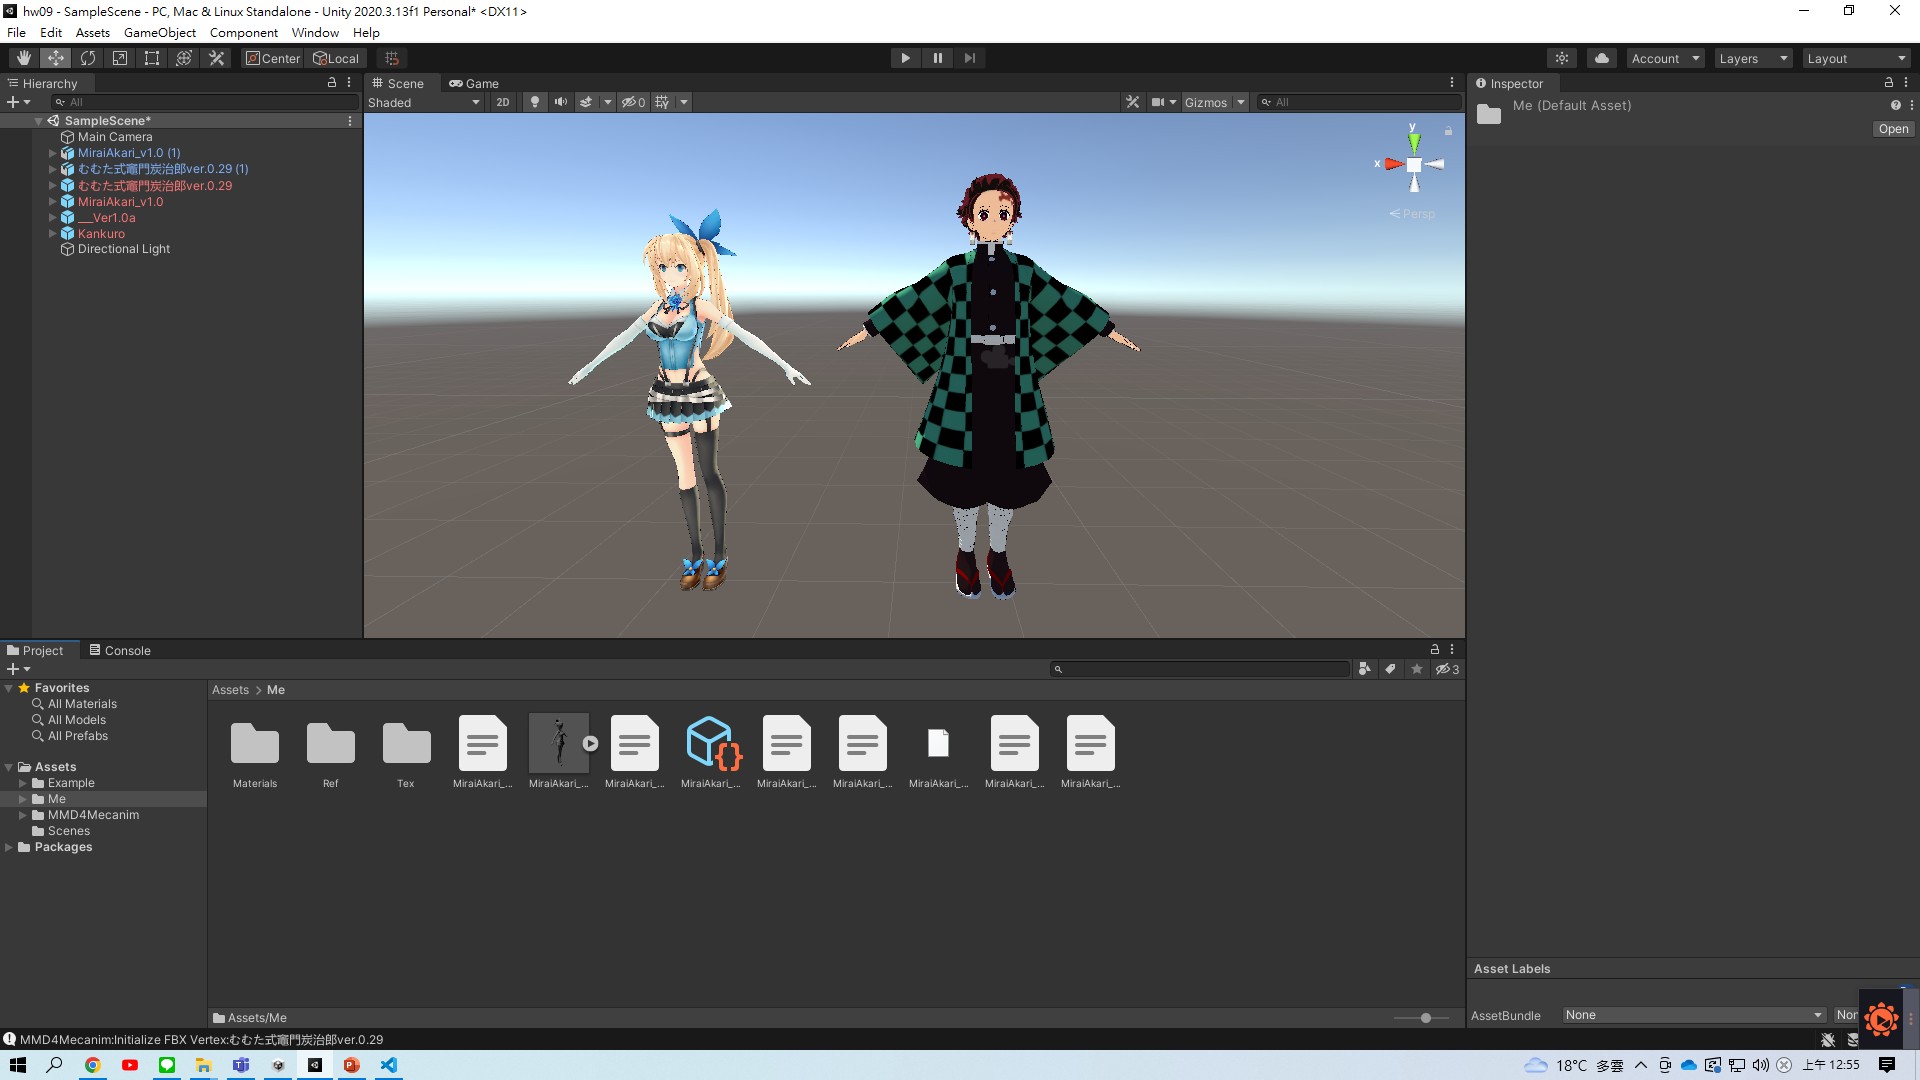 hw09 - SampleScene - PC, Mac & Linux Standalone - Unity 2020.3.13f1 Personal* <DX11>
File Edit Assets GameObject Component Window Help
Center Local Account Layers Layout
Hierarchy
All
SampleScene*
Main Camera
MiraiAkari_v1.0 (1)
むむた式竈門炭治郎ver.0.29 (1)
むむた式竈門炭治郎ver.0.29
MiraiAkari_v1.0
___Ver1.0a
Kankuro
Directional Light
Scene Game
Shaded 2D 0 Gizmos All
y
x
Persp
Inspector
Me (Default Asset)
Open
Project Console
3
Favorites
All Materials
All Models
All Prefabs
Assets
Example
Me
MMD4Mecanim
Scenes
Packages
Assets > Me
Materials Ref Tex MiraiAkari_... MiraiAkari_... MiraiAkari_... MiraiAkari_... MiraiAkari_... MiraiAkari_... MiraiAkari_... MiraiAkari_... MiraiAkari_...
Assets/Me
Asset Labels
AssetBundle None Nor
MMD4Mecanim:Initialize FBX Vertex:むむた式竈門炭治郎ver.0.29
18°C 多雲 上午 12:55